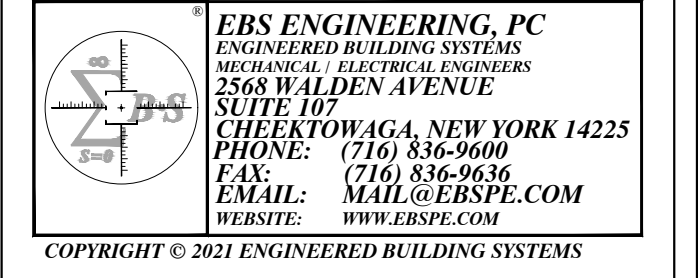 ®
EBS ENGINEERING, PC
ENGINEERED BUILDING SYSTEMS
MECHANICAL / ELECTRICAL ENGINEERS
2568 WALDEN AVENUE
SUITE 107
CHEEKTOWAGA, NEW YORK 14225
PHONE: (716) 836-9600
FAX: (716) 836-9636
EMAIL: MAIL@EBSPE.COM
WEBSITE: WWW.EBSPE.COM
∞
∑ B·S
S=0
COPYRIGHT © 2021 ENGINEERED BUILDING SYSTEMS